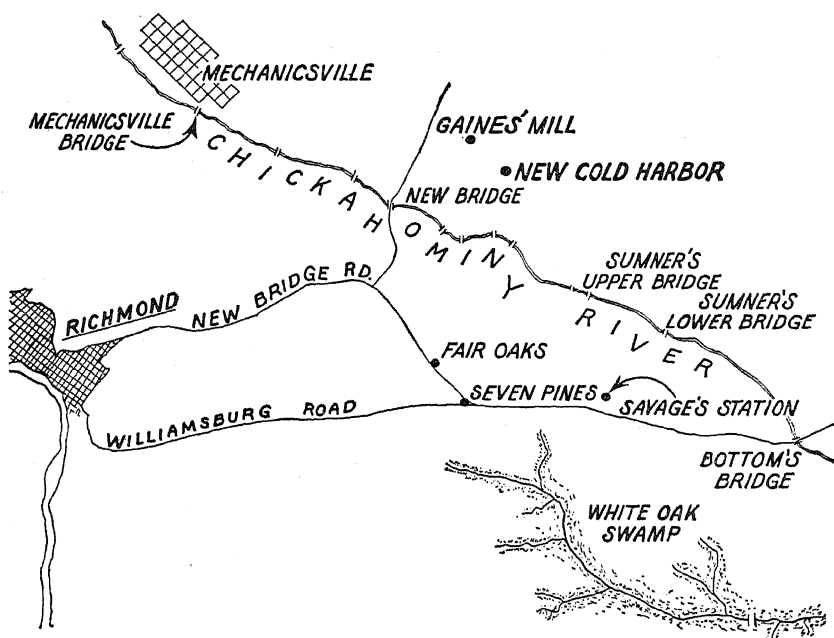 MECHANICSVILLE
MECHANICSVILLE
BRIDGE
GAINES' MILL
NEW COLD HARBOR
CHICKAHOMINY RIVER
NEW BRIDGE
SUMNER'S
UPPER BRIDGE
SUMNER'S
LOWER BRIDGE
RICHMOND
NEW BRIDGE RD.
FAIR OAKS
SEVEN PINES
SAVAGE'S STATION
WILLIAMSBURG ROAD
BOTTOM'S
BRIDGE
WHITE OAK
SWAMP